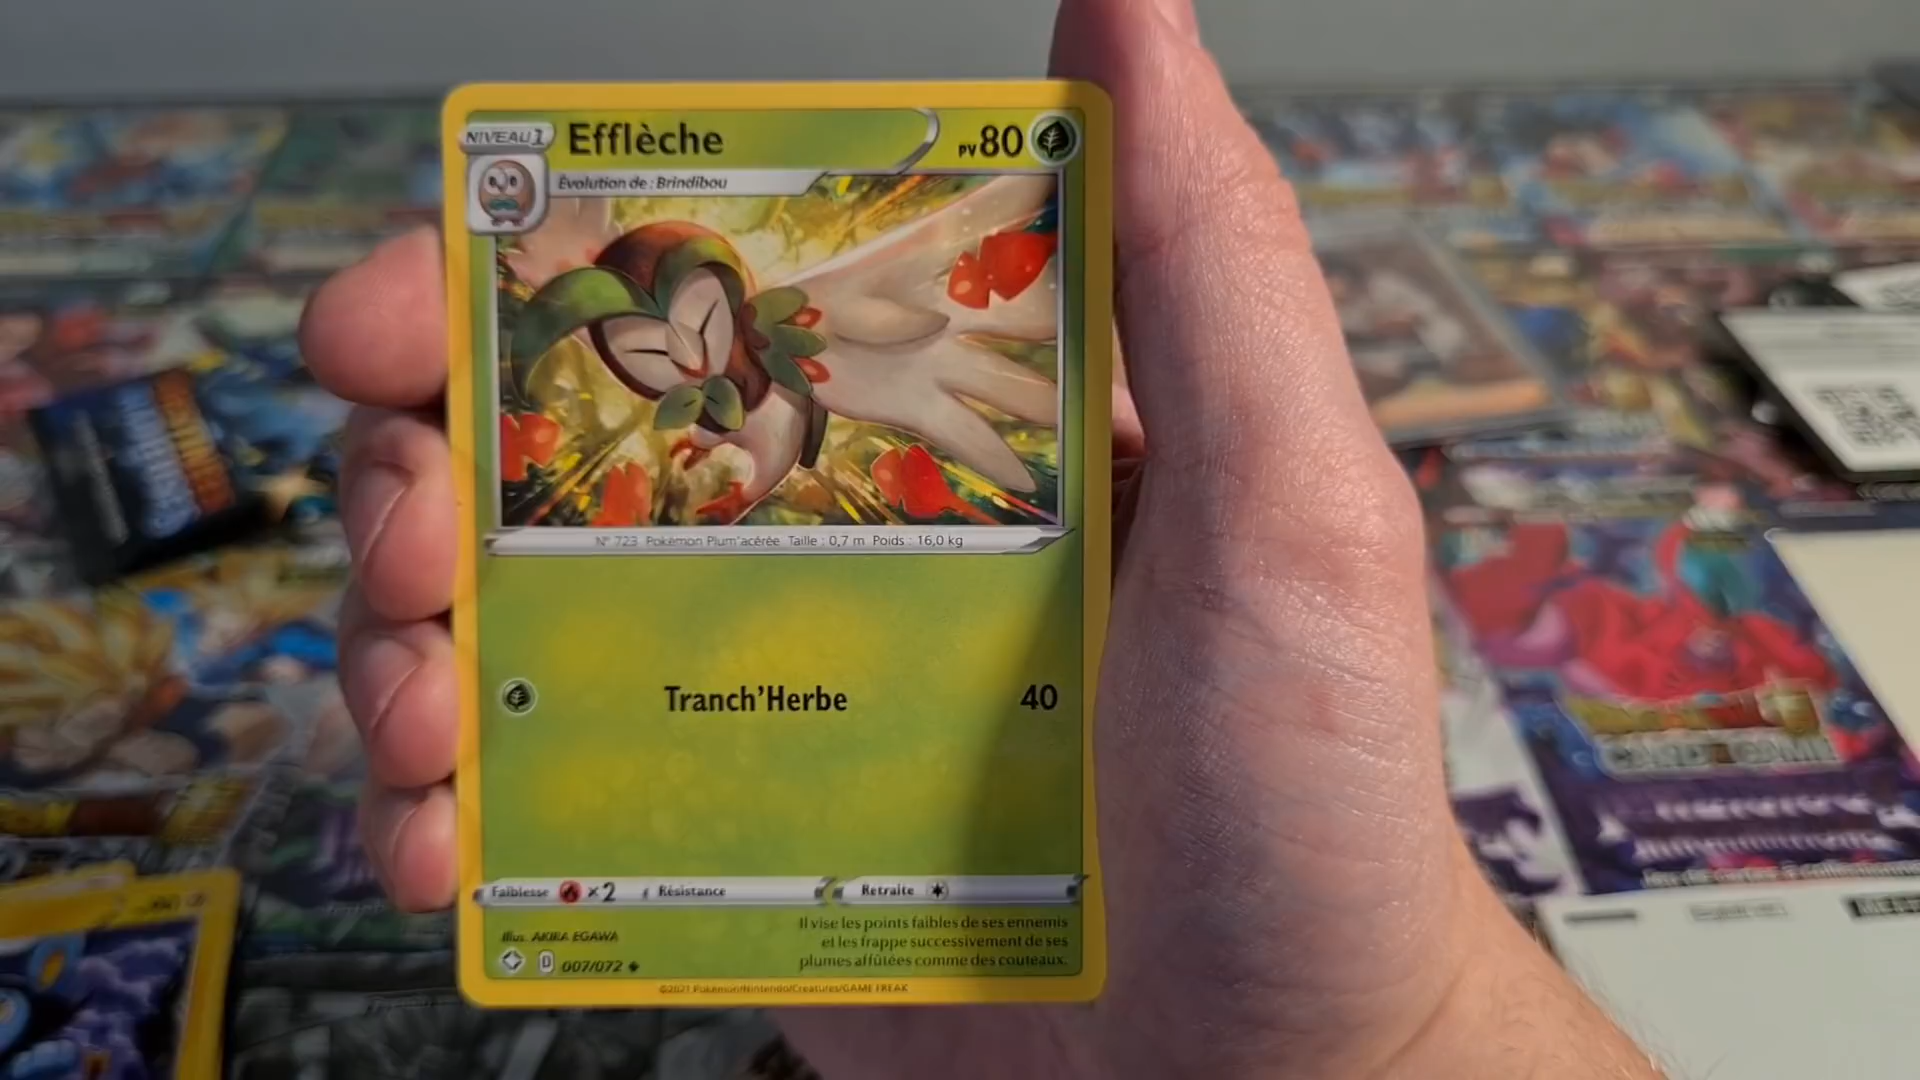 NIVEAU 1
Efflèche
PV 80
Évolution de : Brindibou
N° 723 Pokémon Plum'acérée Taille : 0,7 m Poids : 16,0 kg
Tranch'Herbe 40
Faiblesse ×2 Résistance Retraite
Il vise les points faibles de ses ennemis
et les frappe successivement de ses
plumes affûtées comme des couteaux.
Illus. AKIRA EGAWA
D 007/072
©2021 Pokémon/Nintendo/Creatures/GAME FREAK
CARD GAME